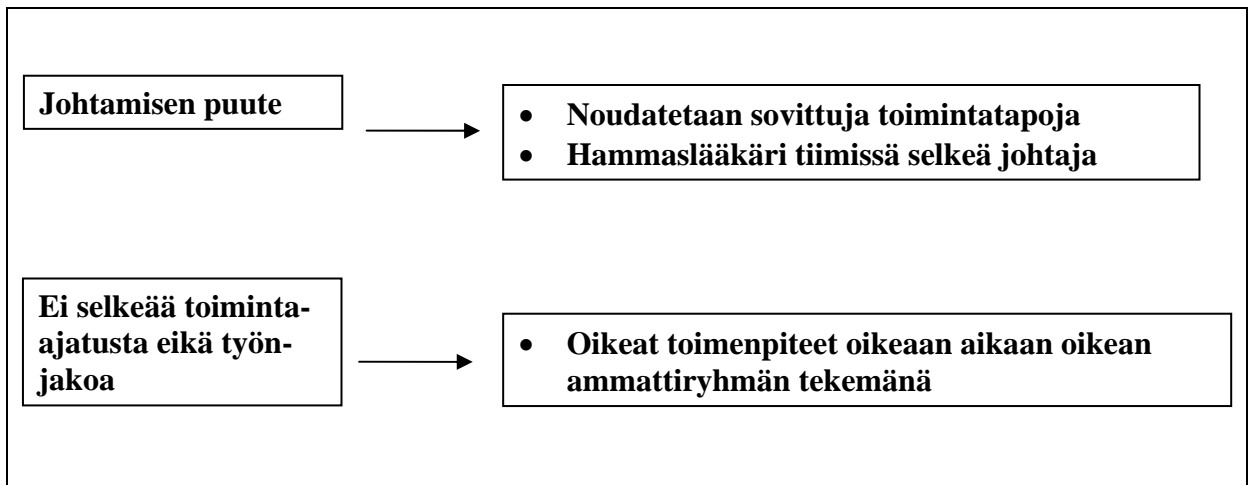 Johtamisen puute
• Noudatetaan sovittuja toimintatapoja
• Hammaslääkäri tiimissä selkeä johtaja
Ei selkeää toiminta-
ajatusta eikä työn-
jakoa
• Oikeat toimenpiteet oikeaan aikaan oikean
ammattiryhmän tekemänä